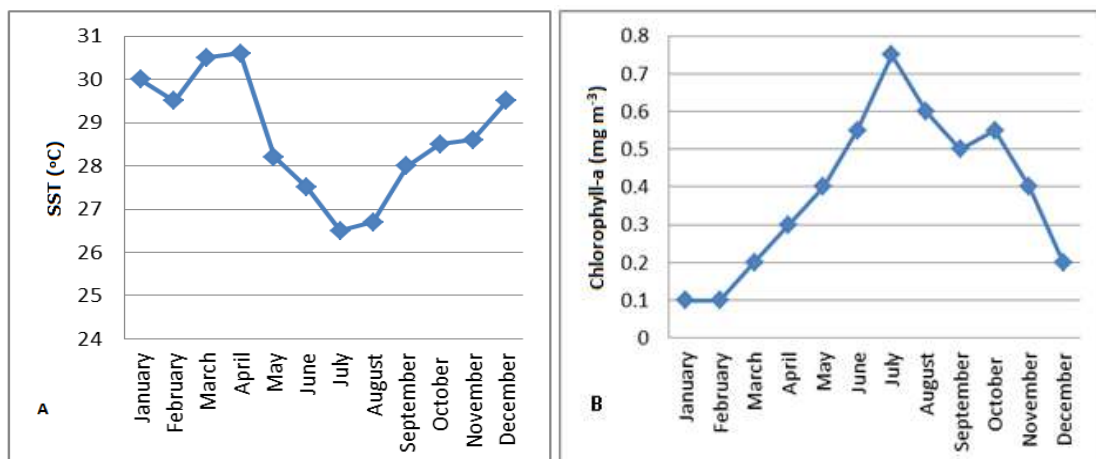 SST (°C)
31
30
29
28
27
26
25
24
January
February
March
April
May
June
July
August
September
October
November
December
A
Chlorophyll-a (mg m⁻³)
0.8
0.7
0.6
0.5
0.4
0.3
0.2
0.1
0
January
February
March
April
May
June
July
August
September
October
November
December
B